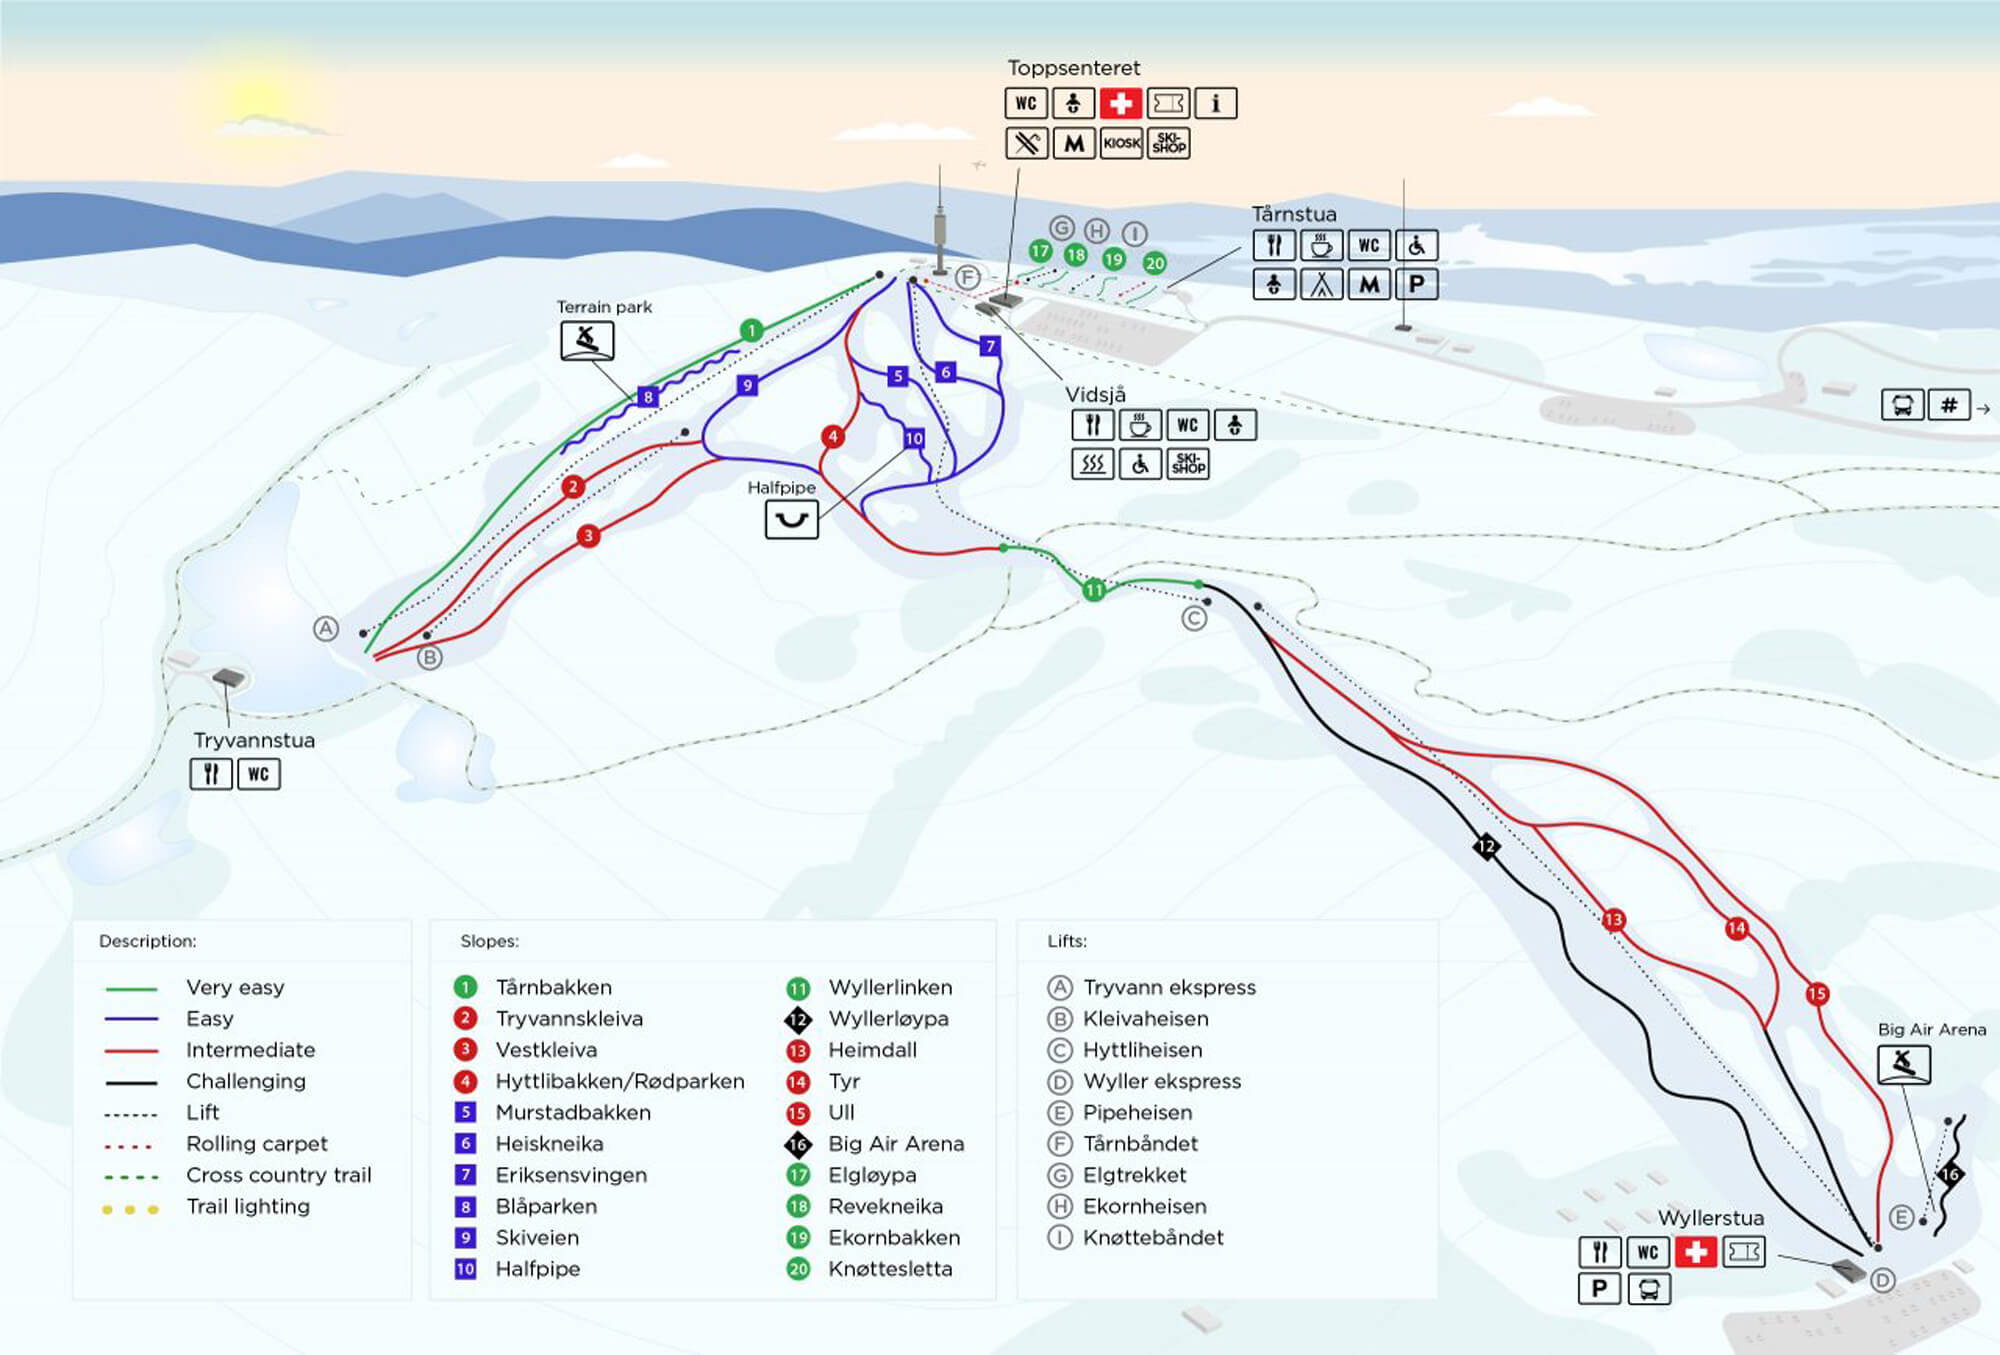 Toppsenteret
WC
i
M KIOSK SKI-SHOP
G H I
17 18 19 20
F
Tårnstua
WC
M P
Terrain park
1
8
9
7
5 6
4
10
Vidsjå
WC
SKI-SHOP
#
2
3
Halfpipe
11
C
A
B
Tryvannstua
WC
12
13
14
15
Big Air Arena
16
E
Wyllerstua
WC
P
D
Description:
Very easy
Easy
Intermediate
Challenging
Lift
Rolling carpet
Cross country trail
Trail lighting
Slopes:
1 Tårnbakken
2 Tryvannskleiva
3 Vestkleiva
4 Hyttlibakken/Rødparken
5 Murstadbakken
6 Heiskneika
7 Eriksensvingen
8 Blåparken
9 Skiveien
10 Halfpipe
11 Wyllerlinken
12 Wyllerløypa
13 Heimdall
14 Tyr
15 Ull
16 Big Air Arena
17 Elgløypa
18 Revekneika
19 Ekornbakken
20 Knøttesletta
Lifts:
A Tryvann ekspress
B Kleivaheisen
C Hyttliheisen
D Wyller ekspress
E Pipeheisen
F Tårnbåndet
G Elgtrekket
H Ekornheisen
I Knøttebåndet